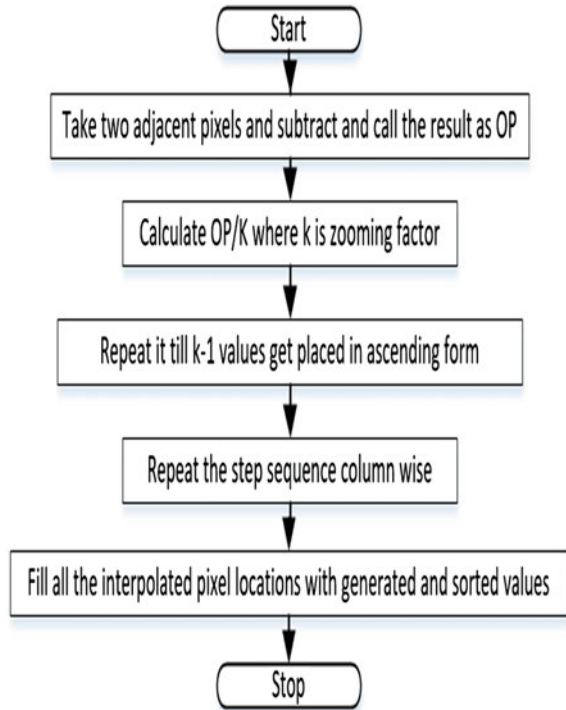 Start
Take two adjacent pixels and subtract and call the result as OP
Calculate OP/K where k is zooming factor
Repeat it till k-1 values get placed in ascending form
Repeat the step sequence column wise
Fill all the interpolated pixel locations with generated and sorted values
Stop